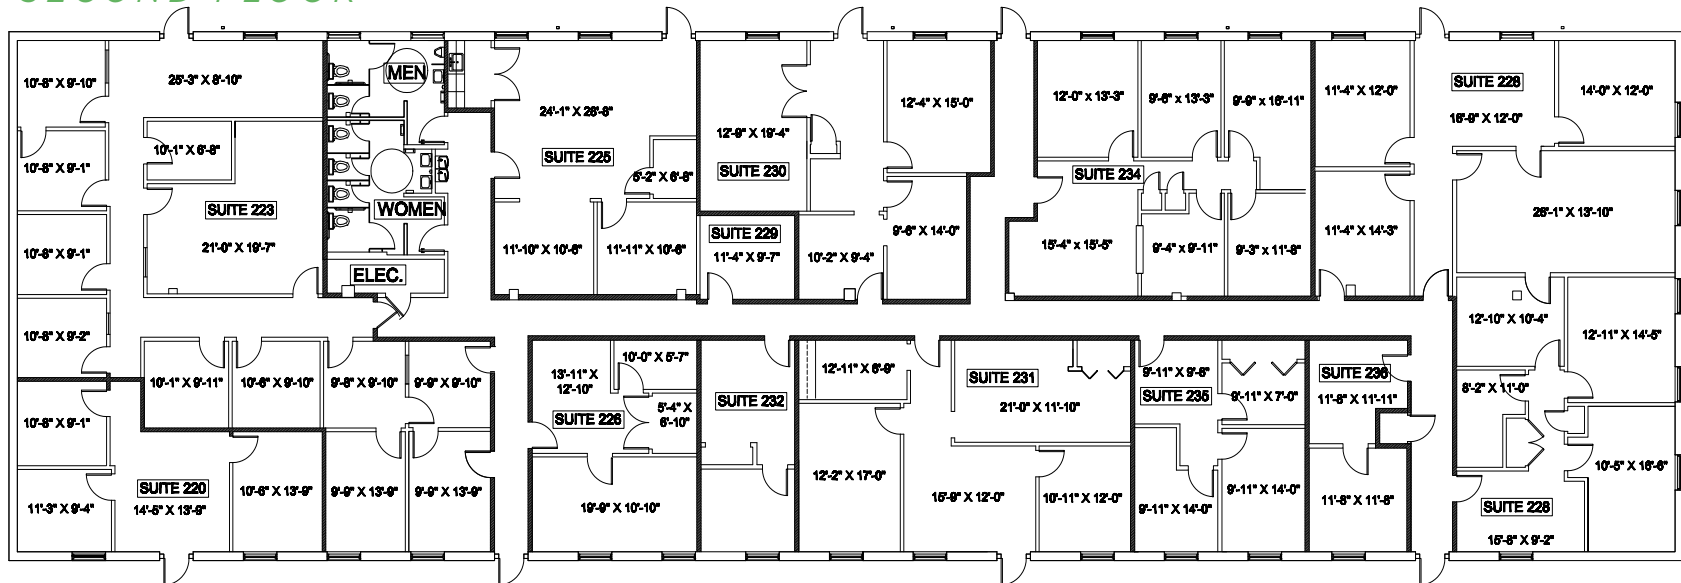 SECOND FLOOR
10'-8" X 9'-10"
25'-3" X 8'-10"
MEN
10'-1" X 6'-8"
10'-8" X 9'-1"
SUITE 223
21'-0" X 19'-7"
WOMEN
10'-8" X 9'-1"
ELEC.
10'-8" X 9'-2"
24'-1" X 26'-8"
SUITE 225
5'-2" X 6'-8"
11'-10" X 10'-6"
11'-11" X 10'-6"
12'-9" X 19'-4"
SUITE 230
12'-4" X 15'-0"
SUITE 229
11'-4" X 9'-7"
10'-2" X 9'-4"
9'-6" X 14'-0"
12'-0" x 13'-3"
9'-6" x 13'-3"
9'-9" x 16'-11"
SUITE 234
15'-4" x 15'-5"
9'-4" x 9'-11"
9'-3" x 11'-8"
11'-4" X 12'-0"
SUITE 228
16'-9" X 12'-0"
14'-0" X 12'-0"
11'-4" X 14'-3"
26'-1" X 13'-10"
12'-10" X 10'-4"
12'-11" X 14'-5"
8'-2" X 11'-0"
10'-5" X 16'-6"
SUITE 228
15'-8" X 9'-2"
10'-1" X 9'-11"
10'-6" X 9'-10"
9'-8" X 9'-10"
9'-9" X 9'-10"
10'-8" X 9'-1"
11'-3" X 9'-4"
SUITE 220
14'-5" X 13'-9"
10'-6" X 13'-9"
9'-9" X 13'-9"
9'-9" X 13'-9"
13'-11" X
12'-10"
10'-0" X 5'-7"
SUITE 226
5'-4" X
6'-10"
19'-9" X 10'-10"
SUITE 232
12'-11" X 6'-9"
SUITE 231
21'-0" X 11'-10"
12'-2" X 17'-0"
15'-9" X 12'-0"
10'-11" X 12'-0"
9'-11" X 9'-8"
SUITE 235
9'-11" X 7'-0"
9'-11" X 14'-0"
9'-11" X 14'-0"
SUITE 236
11'-8" X 11'-11"
11'-8" X 11'-8"